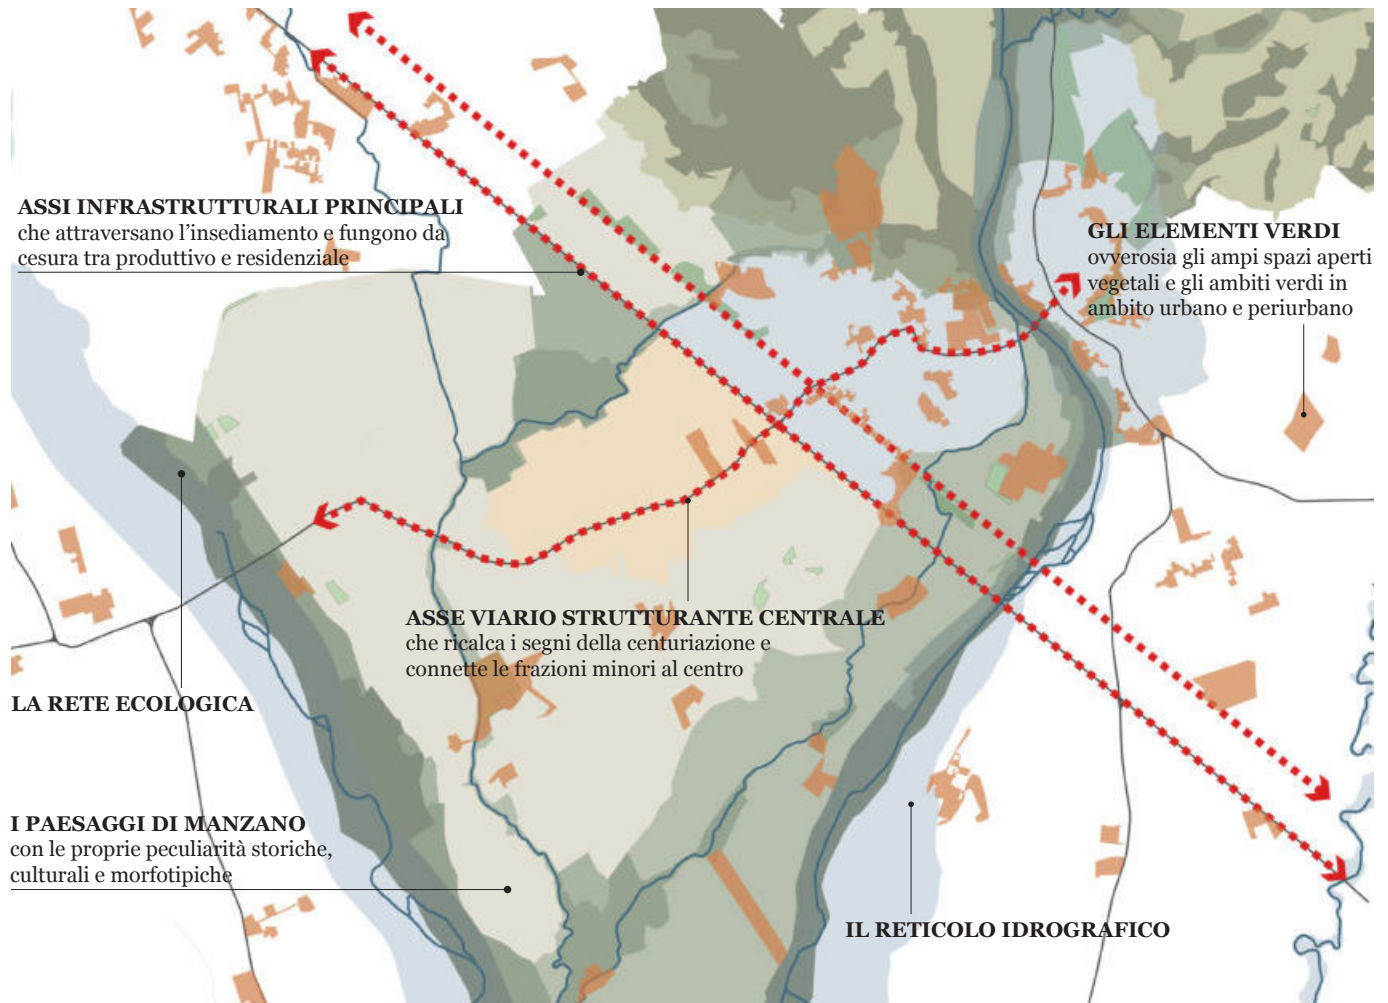 ASSI INFRASTRUTTURALI PRINCIPALI
che attraversano l’insediamento e fungono da
cesura tra produttivo e residenziale
GLI ELEMENTI VERDI
ovverosia gli ampi spazi aperti
vegetali e gli ambiti verdi in
ambito urbano e periurbano
ASSE VIARIO STRUTTURANTE CENTRALE
che ricalca i segni della centuriazione e
connette le frazioni minori al centro
LA RETE ECOLOGICA
I PAESAGGI DI MANZANO
con le proprie peculiarità storiche,
culturali e morfotipiche
IL RETICOLO IDROGRAFICO